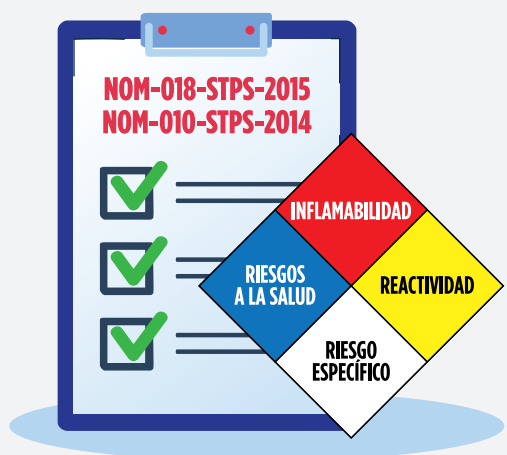 NOM-018-STPS-2015
NOM-010-STPS-2014
INFLAMABILIDAD
RIESGOS
A LA SALUD
REACTIVIDAD
RIESGO
ESPECÍFICO